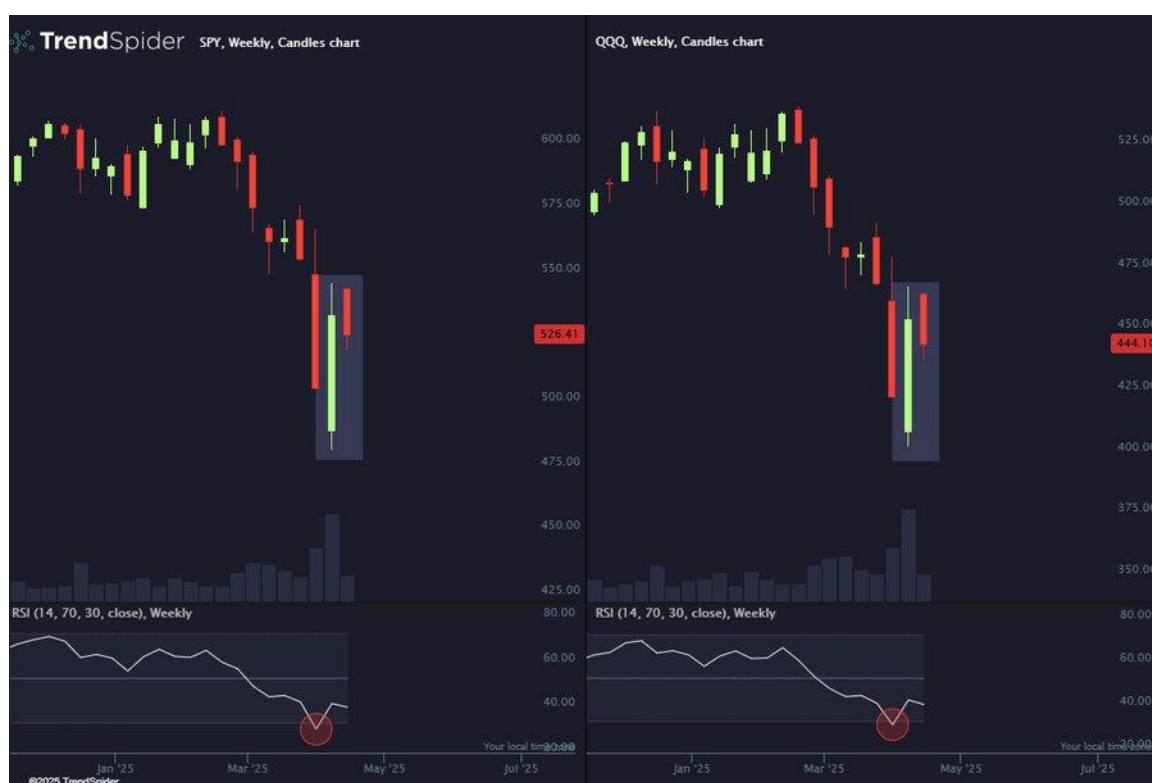 TrendSpider SPY, Weekly, Candles chart
600.00
575.00
550.00
526.41
500.00
475.00
450.00
425.00
RSI (14, 70, 30, close), Weekly
80.00
60.00
40.00
Your local time zone
Jan '25 Mar '25 May '25 Jul '25
©2025 TrendSpider
QQQ, Weekly, Candles chart
525.00
500.00
475.00
450.00
444.10
425.00
400.00
375.00
350.00
RSI (14, 70, 30, close), Weekly
80.00
60.00
40.00
20.00
Your local time zone
Jan '25 Mar '25 May '25 Jul '25